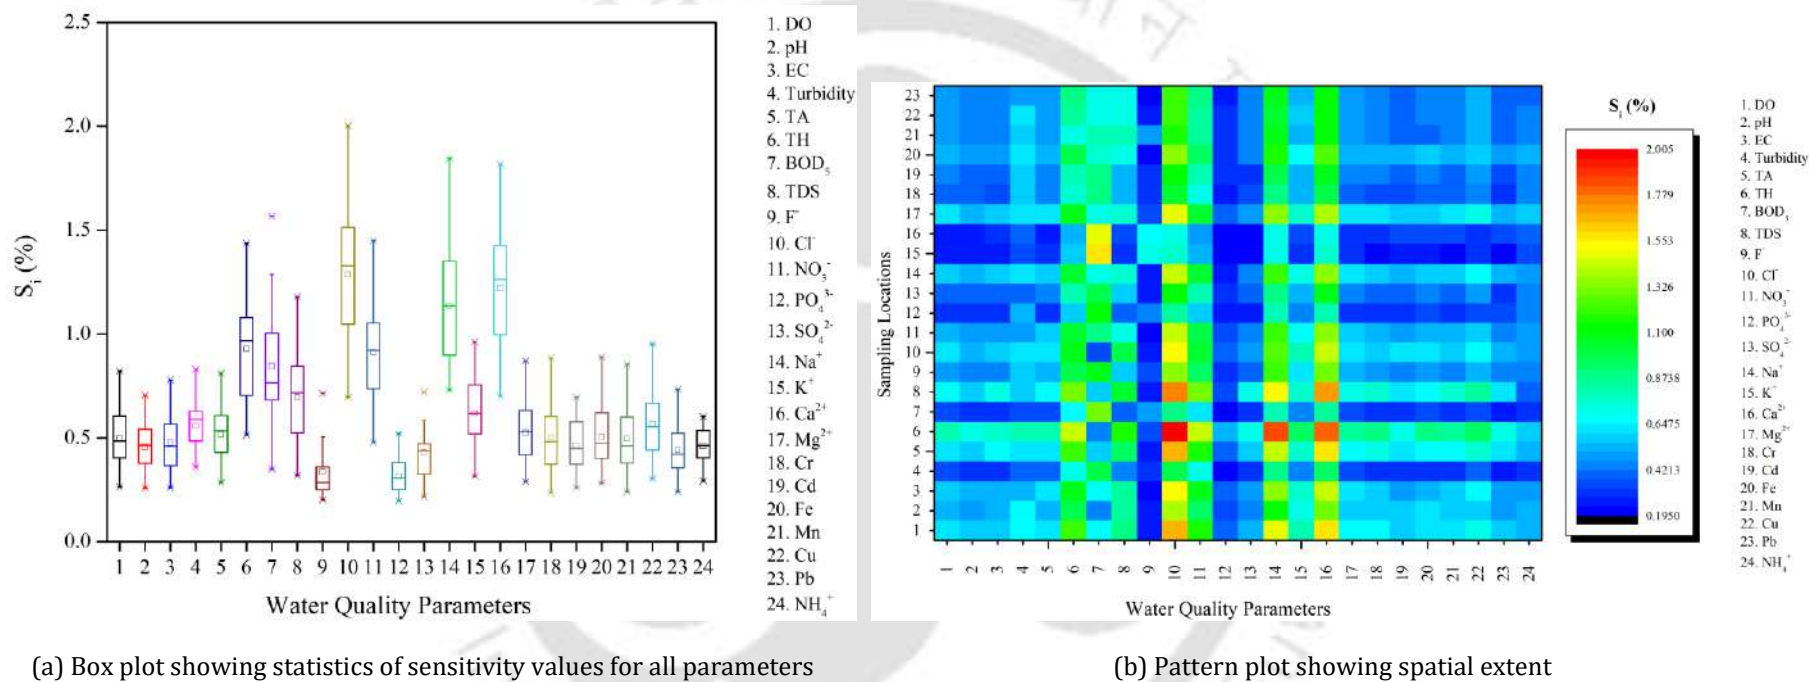 2.5
2.0
1.5
1.0
0.5
0.0
Si (%)
1 2 3 4 5 6 7 8 9 10 11 12 13 14 15 16 17 18 19 20 21 22 23 24
Water Quality Parameters
1. DO
2. pH
3. EC
4. Turbidity
5. TA
6. TH
7. BOD5
8. TDS
9. F-
10. Cl-
11. NO3-
12. PO4 3-
13. SO4 2-
14. Na+
15. K+
16. Ca2+
17. Mg2+
18. Cr
19. Cd
20. Fe
21. Mn
22. Cu
23. Pb
24. NH4+
23
22
21
20
19
18
17
16
15
14
13
12
11
10
9
8
7
6
5
4
3
2
1
Sampling Locations
1 2 3 4 5 6 7 8 9 10 11 12 13 14 15 16 17 18 19 20 21 22 23 24
Water Quality Parameters
Si (%)
2.005
1.779
1.553
1.326
1.100
0.8738
0.6475
0.4213
0.1950
1. DO
2. pH
3. EC
4. Turbidity
5. TA
6. TH
7. BOD5
8. TDS
9. F-
10. Cl-
11. NO3-
12. PO4 3-
13. SO4 2-
14. Na+
15. K+
16. Ca2+
17. Mg2+
18. Cr
19. Cd
20. Fe
21. Mn
22. Cu
23. Pb
24. NH4+
(a) Box plot showing statistics of sensitivity values for all parameters
(b) Pattern plot showing spatial extent